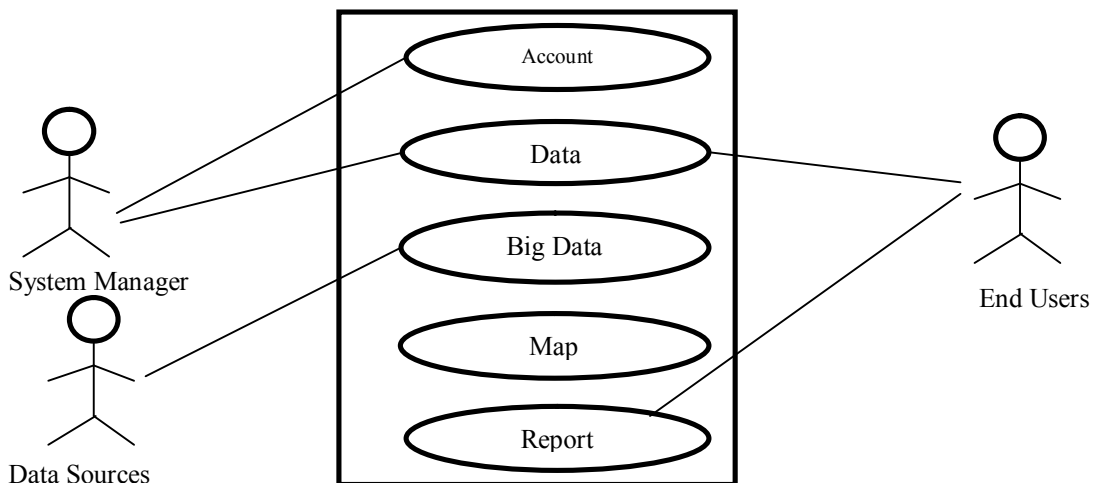 Account
Data
Big Data
System Manager
End Users
Map
Report
Data Sources